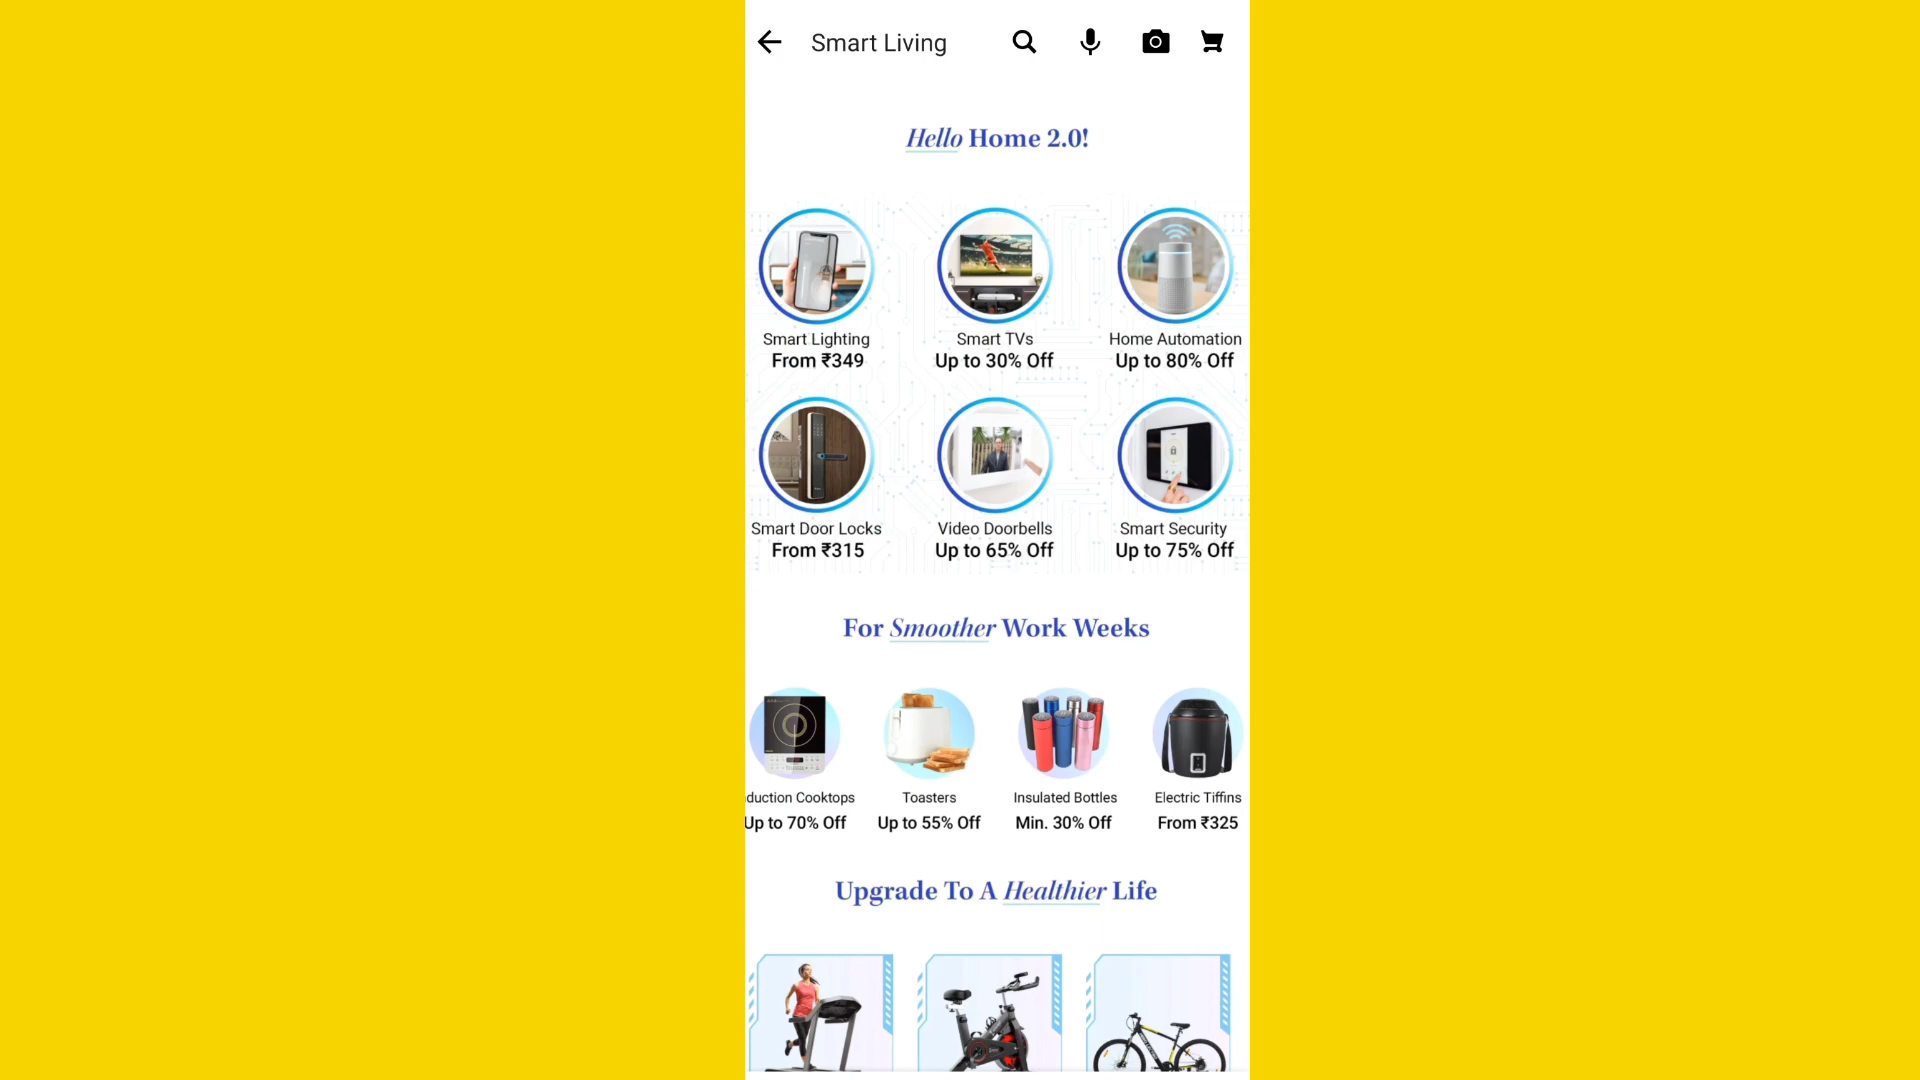 Smart Living
Hello Home 2.0!
Smart Lighting
From ₹349
Smart TVs
Up to 30% Off
Home Automation
Up to 80% Off
Smart Door Locks
From ₹315
Video Doorbells
Up to 65% Off
Smart Security
Up to 75% Off
For Smoother Work Weeks
duction Cooktops
Up to 70% Off
Toasters
Up to 55% Off
Insulated Bottles
Min. 30% Off
Electric Tiffins
From ₹325
Upgrade To A Healthier Life